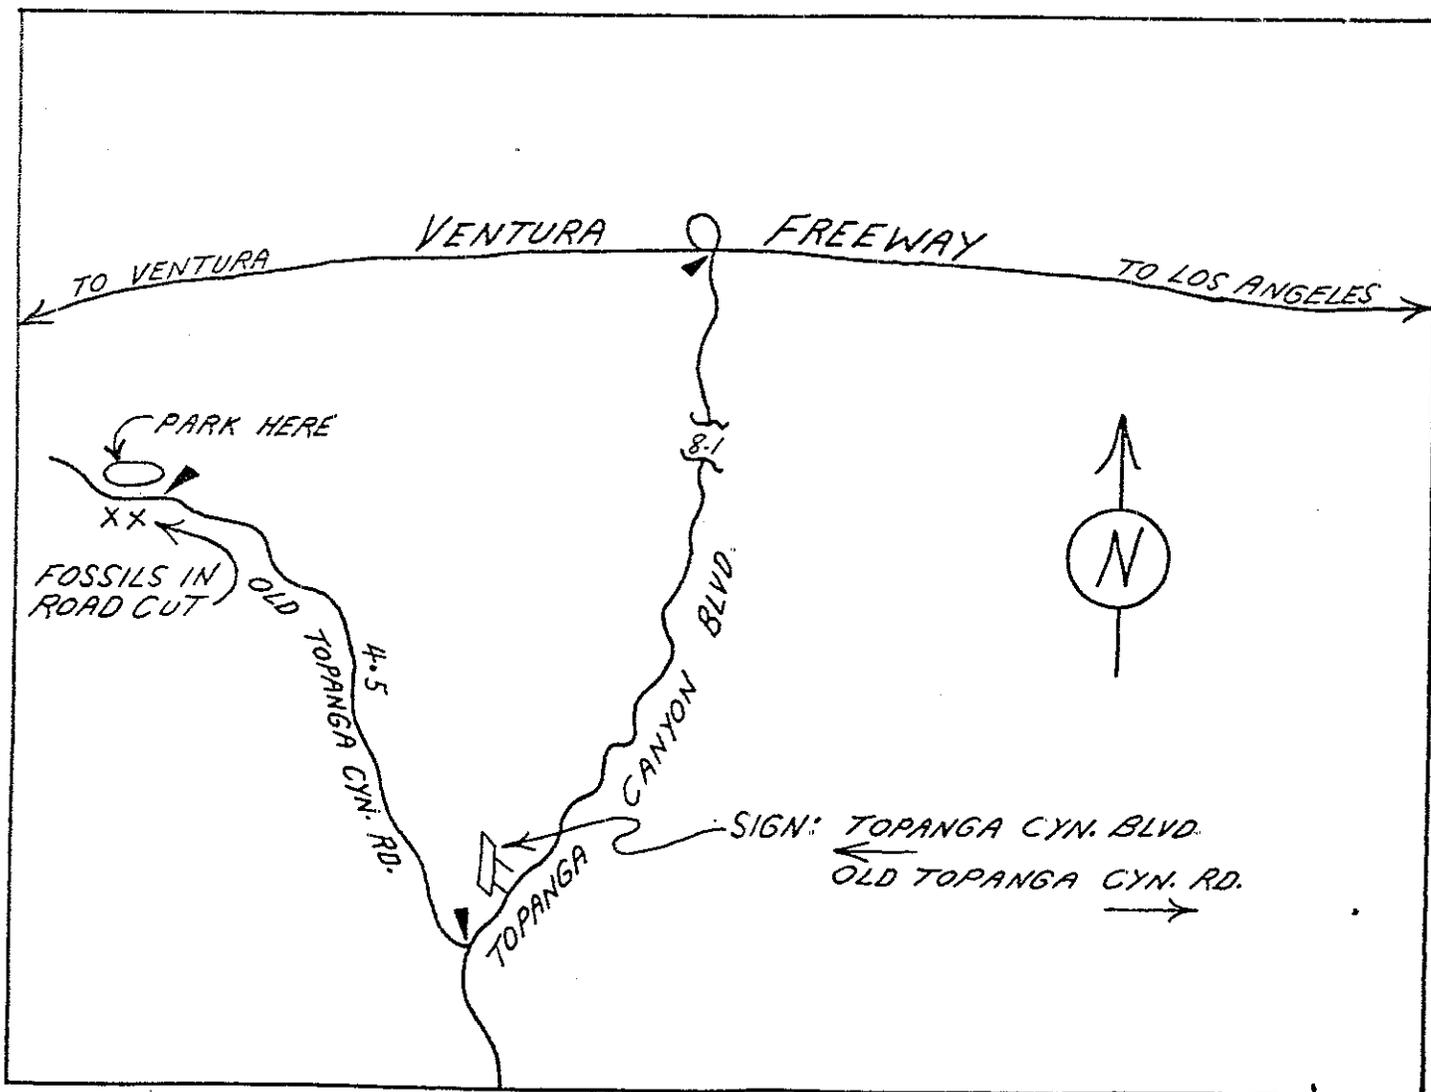 VENTURA FREEWAY
TO VENTURA
TO LOS ANGELES
8.1
PARK HERE
N
FOSSILS IN
ROAD CUT
OLD TOPANGA CYN. RD.
4.5
TOPANGA CANYON BLVD.
SIGN: TOPANGA CYN. BLVD.
OLD TOPANGA CYN. RD.